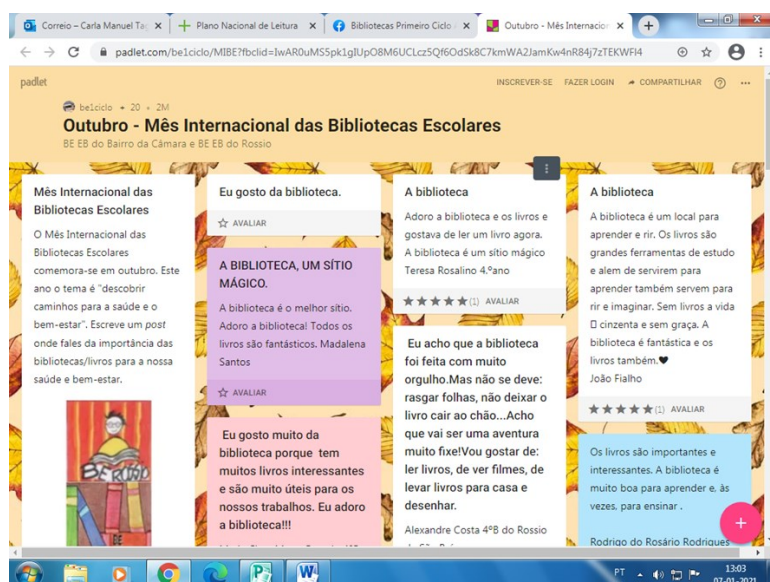 Correio – Carla Manuel Ta
Plano Nacional de Leitura
Bibliotecas Primeiro Ciclo
Outubro - Mês Internacion
padlet.com/be1ciclo/MIBE?fbclid=IwAR0uMS5pk1gIUpO8M6UCLcz5Qf6OdSk8C7kmWA2JamKw4nR84j7zTEKWFl4
padlet
INSCREVER-SE FAZER LOGIN COMPARTILHAR
be1ciclo • 20 • 2M
Outubro - Mês Internacional das Bibliotecas Escolares
BE EB do Bairro da Câmara e BE EB do Rossio
Mês Internacional das
Bibliotecas Escolares
O Mês Internacional das
Bibliotecas Escolares
comemora-se em outubro. Este
ano o tema é "descobrir
caminhos para a saúde e o
bem-estar". Escreve um post
onde fales da importância das
bibliotecas/livros para a nossa
saúde e bem-estar.
BE ROSSIO
BE
Eu gosto da biblioteca.
AVALIAR
A BIBLIOTECA, UM SÍTIO
MÁGICO.
A biblioteca é o melhor sítio.
Adoro a biblioteca! Todos os
livros são fantásticos. Madalena
Santos
AVALIAR
Eu gosto muito da
biblioteca porque tem
muitos livros interessantes
e são muito úteis para os
nossos trabalhos. Eu adoro
a biblioteca!!!
A biblioteca
Adoro a biblioteca e os livros e
gostava de ler um livro agora.
A biblioteca é um sítio mágico
Teresa Rosalino 4.ºano
★★★★★(1) AVALIAR
Eu acho que a biblioteca
foi feita com muito
orgulho.Mas não se deve:
rasgar folhas, não deixar o
livro cair ao chão...Acho
que vai ser uma aventura
muito fixe!Vou gostar de:
ler livros, de ver filmes, de
levar livros para casa e
desenhar.
Alexandre Costa 4ºB do Rossio
A biblioteca
A biblioteca é um local para
aprender e rir. Os livros são
grandes ferramentas de estudo
e alem de servirem para
aprender também servem para
rir e imaginar. Sem livros a vida
 cinzenta e sem graça. A
biblioteca é fantástica e os
livros também.♥
João Fialho
★★★★★(1) AVALIAR
Os livros são importantes e
interessantes. A biblioteca é
muito boa para aprender e, às
vezes, para ensinar .
Rodrigo do Rosário Rodrigues
PT
13:03
07-01-2021